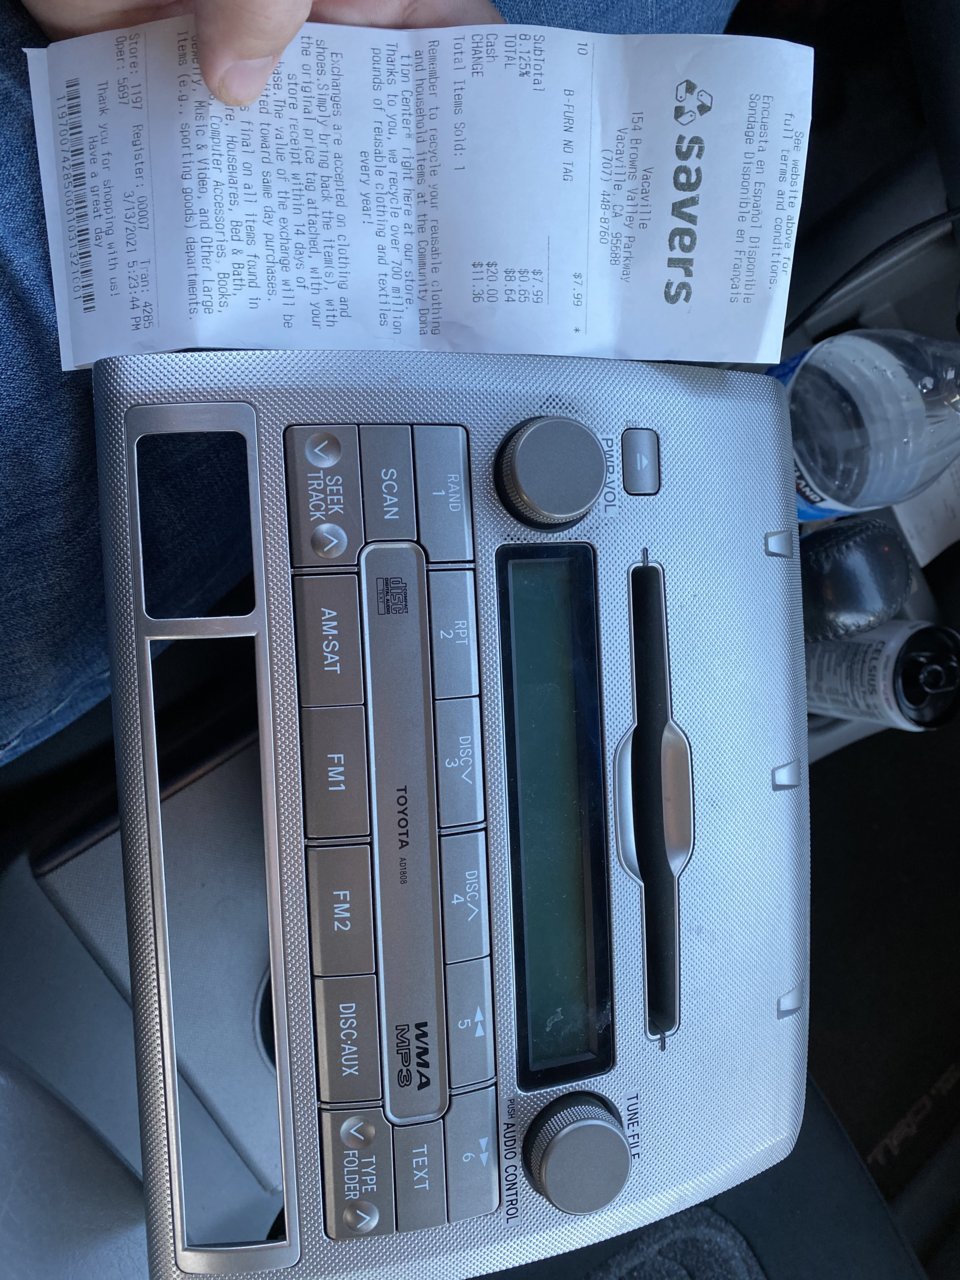 See website above for
full terms and conditions.
Encuesta en Español Disponible
Sondage Disponible en Français
savers
Vacaville
154 Browns Valley Parkway
Vacaville, CA 95688
(707) 448-8760
10 B-FURN NO TAG $7.99 *
Subtotal $7.99
8.125% $0.65
TOTAL $8.64
Cash $20.00
CHANGE $11.36
Total Items Sold: 1
Remember to recycle your reusable clothing
and household items at the Community Dona
tion Center® right here at our store.
Thanks to you, we recycle over 700 million
pounds of reusable clothing and textiles
every year!
Exchanges are accepted on clothing and
shoes. Simply bring back the item(s), with
the original price tag attached, with your
store receipt within 14 days of
The value of the exchange will be
toward same day purchases.
final on all items found in
Housewares, Bed & Bath,
Computer Accessories, Books,
Music & Video, and Other Large
Items (e.g., sporting goods) departments.
Store: 1197 Register: 00007 Tran: 4285
Oper: 5697 3/13/2021 5:23:44 PM
Thank you for shopping with us!
Have a great day
PWR·VOL
TUNE·FILE
PUSH AUDIO CONTROL
RAND
1
RPT
2
DISC
3
DISC
4
5
6
SCAN
COMPACT
disc
DIGITAL AUDIO
TEXT
TOYOTA AD1808
WMA
MP3
TEXT
SEEK
TRACK
AM·SAT
FM1
FM2
DISC·AUX
TYPE
FOLDER
CELSIUS